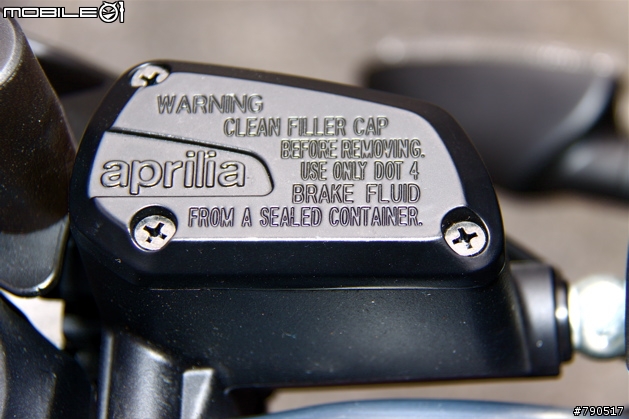 MOBILE01
WARNING
CLEAN FILLER CAP
BEFORE REMOVING.
USE ONLY DOT 4
BRAKE FLUID
FROM A SEALED CONTAINER.
aprilia
#790517